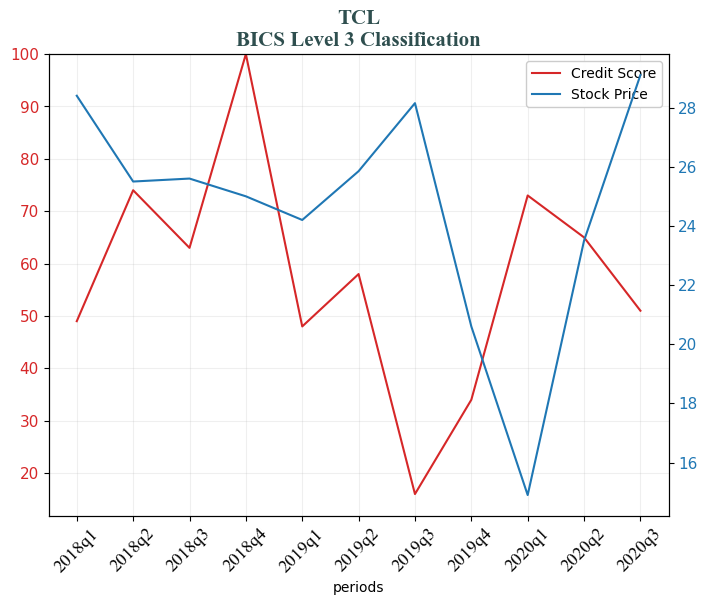 TCL
BICS Level 3 Classification
Credit Score
Stock Price
100
90
80
70
60
50
40
30
20
28
26
24
22
20
18
16
2018q1
2018q2
2018q3
2018q4
2019q1
2019q2
2019q3
2019q4
2020q1
2020q2
2020q3
periods